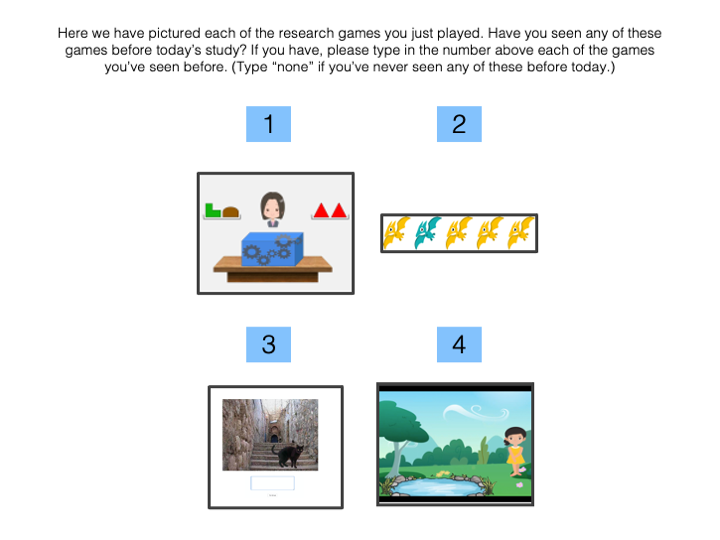 Here we have pictured each of the research games you just played. Have you seen any of these
games before today's study? If you have, please type in the number above each of the games
you've seen before. (Type “none” if you've never seen any of these before today.)
1
2
3
4